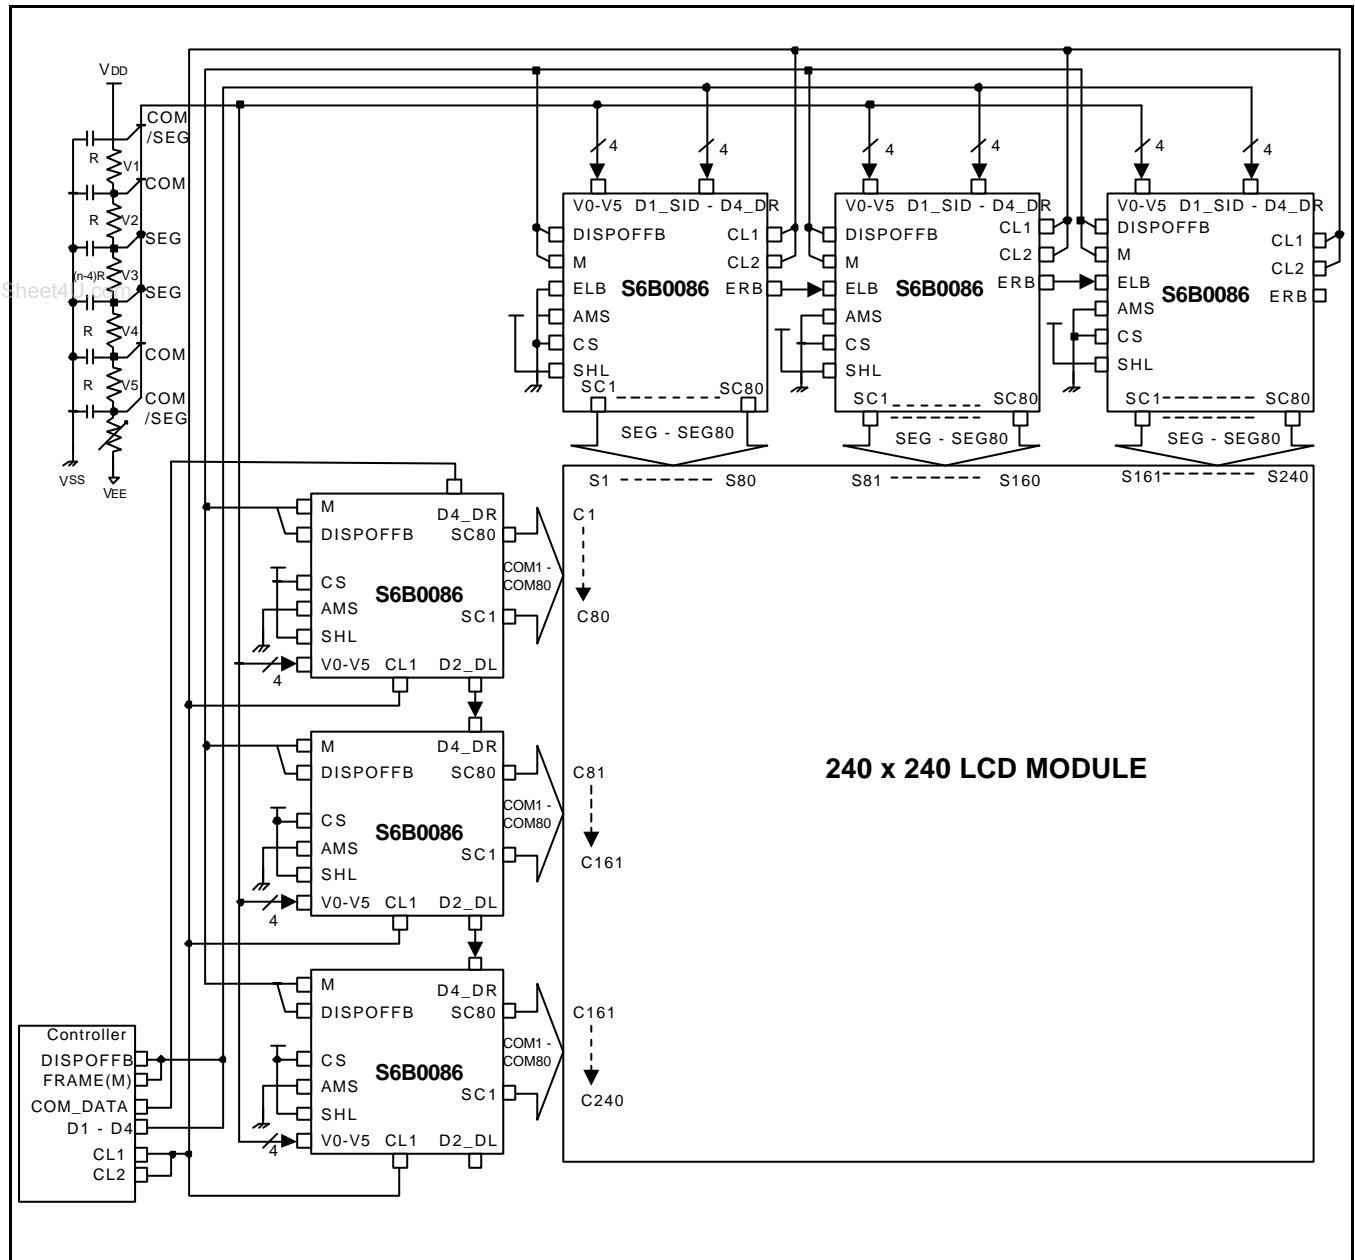 VDD
COM
/SEG
R
V1
COM
R
V2
SEG
(n-4)R
V3
SEG
R
V4
COM
R
V5
COM
/SEG
VSS
VEE
Sheet4U.com
4
4
V0-V5 D1_SID - D4_DR
DISPOFFB
CL1
M
CL2
S6B0086
ELB
ERB
AMS
CS
SHL
SC1
SC80
SEG - SEG80
4
4
V0-V5 D1_SID - D4_DR
DISPOFFB
CL1
M
CL2
S6B0086
ELB
ERB
AMS
CS
SHL
SC1
SC80
SEG - SEG80
4
4
V0-V5 D1_SID - D4_DR
DISPOFFB
CL1
M
CL2
ELB
S6B0086
ERB
AMS
CS
SHL
SC1
SC80
SEG - SEG80
S1
S80
S81
S160
S161
S240
M
D4_DR
DISPOFFB
SC80
CS
S6B0086
AMS
SC1
SHL
V0-V5 CL1 D2_DL
4
COM1 -
COM80
C1
C80
M
D4_DR
DISPOFFB
SC80
CS
S6B0086
AMS
SC1
SHL
V0-V5 CL1 D2_DL
4
COM1 -
COM80
C81
C161
240 x 240 LCD MODULE
M
D4_DR
DISPOFFB
SC80
CS
S6B0086
AMS
SC1
SHL
V0-V5 CL1 D2_DL
4
COM1 -
COM80
C161
C240
Controller
DISPOFFB
FRAME(M)
COM_DATA
D1 - D4
CL1
CL2